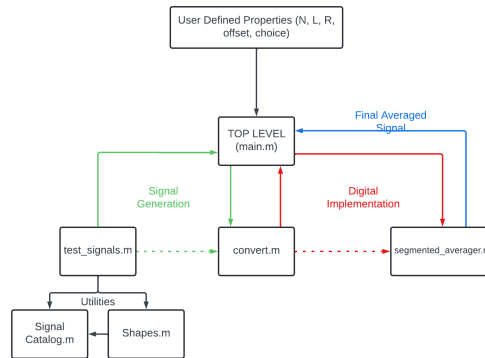 User Defined Properties (N, L, R,
offset, choice)
Final Averaged
Signal
TOP LEVEL
(main.m)
Signal
Generation
Digital
Implementation
test_signals.m
convert.m
segmented_averager.m
Utilities
Signal
Catalog.m
Shapes.m